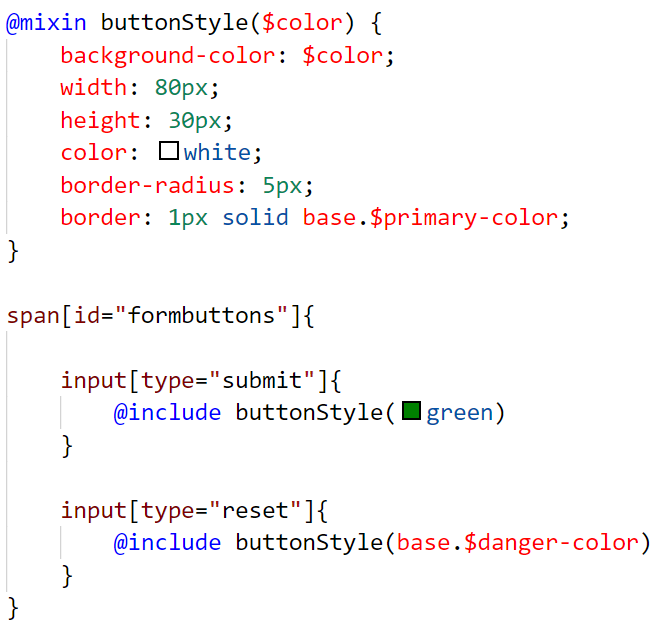 @mixin buttonStyle($color) {
    background-color: $color;
    width: 80px;
    height: 30px;
    color: white;
    border-radius: 5px;
    border: 1px solid base.$primary-color;
}

span[id="formbuttons"]{

    input[type="submit"]{
        @include buttonStyle(green)
    }

    input[type="reset"]{
        @include buttonStyle(base.$danger-color)
    }
}